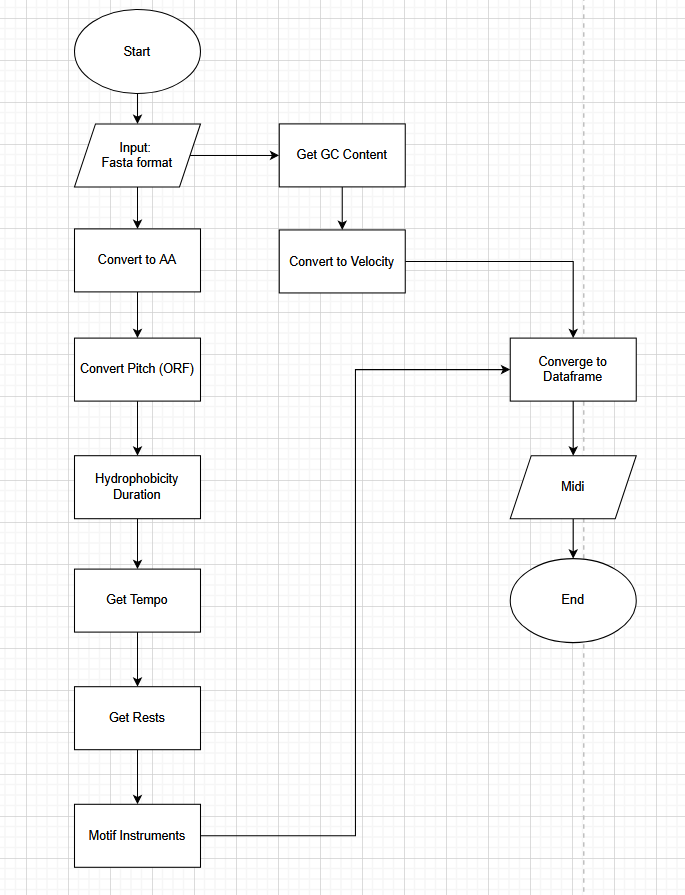 Start
Input:
Fasta format
Get GC Content
Convert to AA
Convert to Velocity
Convert Pitch (ORF)
Converge to
Dataframe
Hydrophobicity
Duration
Midi
Get Tempo
End
Get Rests
Motif Instruments